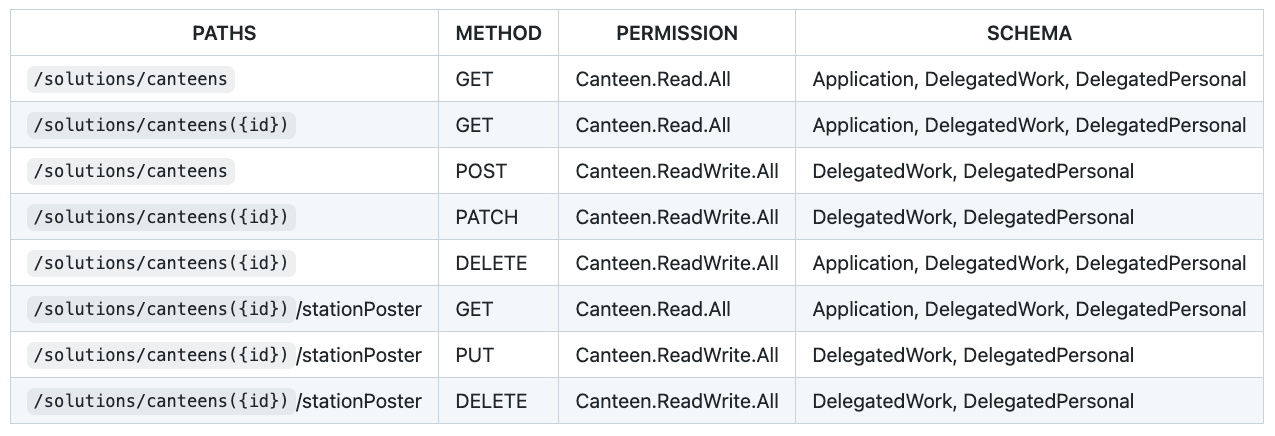 PATHS METHOD PERMISSION SCHEMA
/solutions/canteens GET Canteen.Read.All Application, DelegatedWork, DelegatedPersonal
/solutions/canteens({id}) GET Canteen.Read.All Application, DelegatedWork, DelegatedPersonal
/solutions/canteens POST Canteen.ReadWrite.All DelegatedWork, DelegatedPersonal
/solutions/canteens({id}) PATCH Canteen.ReadWrite.All DelegatedWork, DelegatedPersonal
/solutions/canteens({id}) DELETE Canteen.ReadWrite.All Application, DelegatedWork, DelegatedPersonal
/solutions/canteens({id})/stationPoster GET Canteen.Read.All Application, DelegatedWork, DelegatedPersonal
/solutions/canteens({id})/stationPoster PUT Canteen.ReadWrite.All DelegatedWork, DelegatedPersonal
/solutions/canteens({id})/stationPoster DELETE Canteen.ReadWrite.All DelegatedWork, DelegatedPersonal